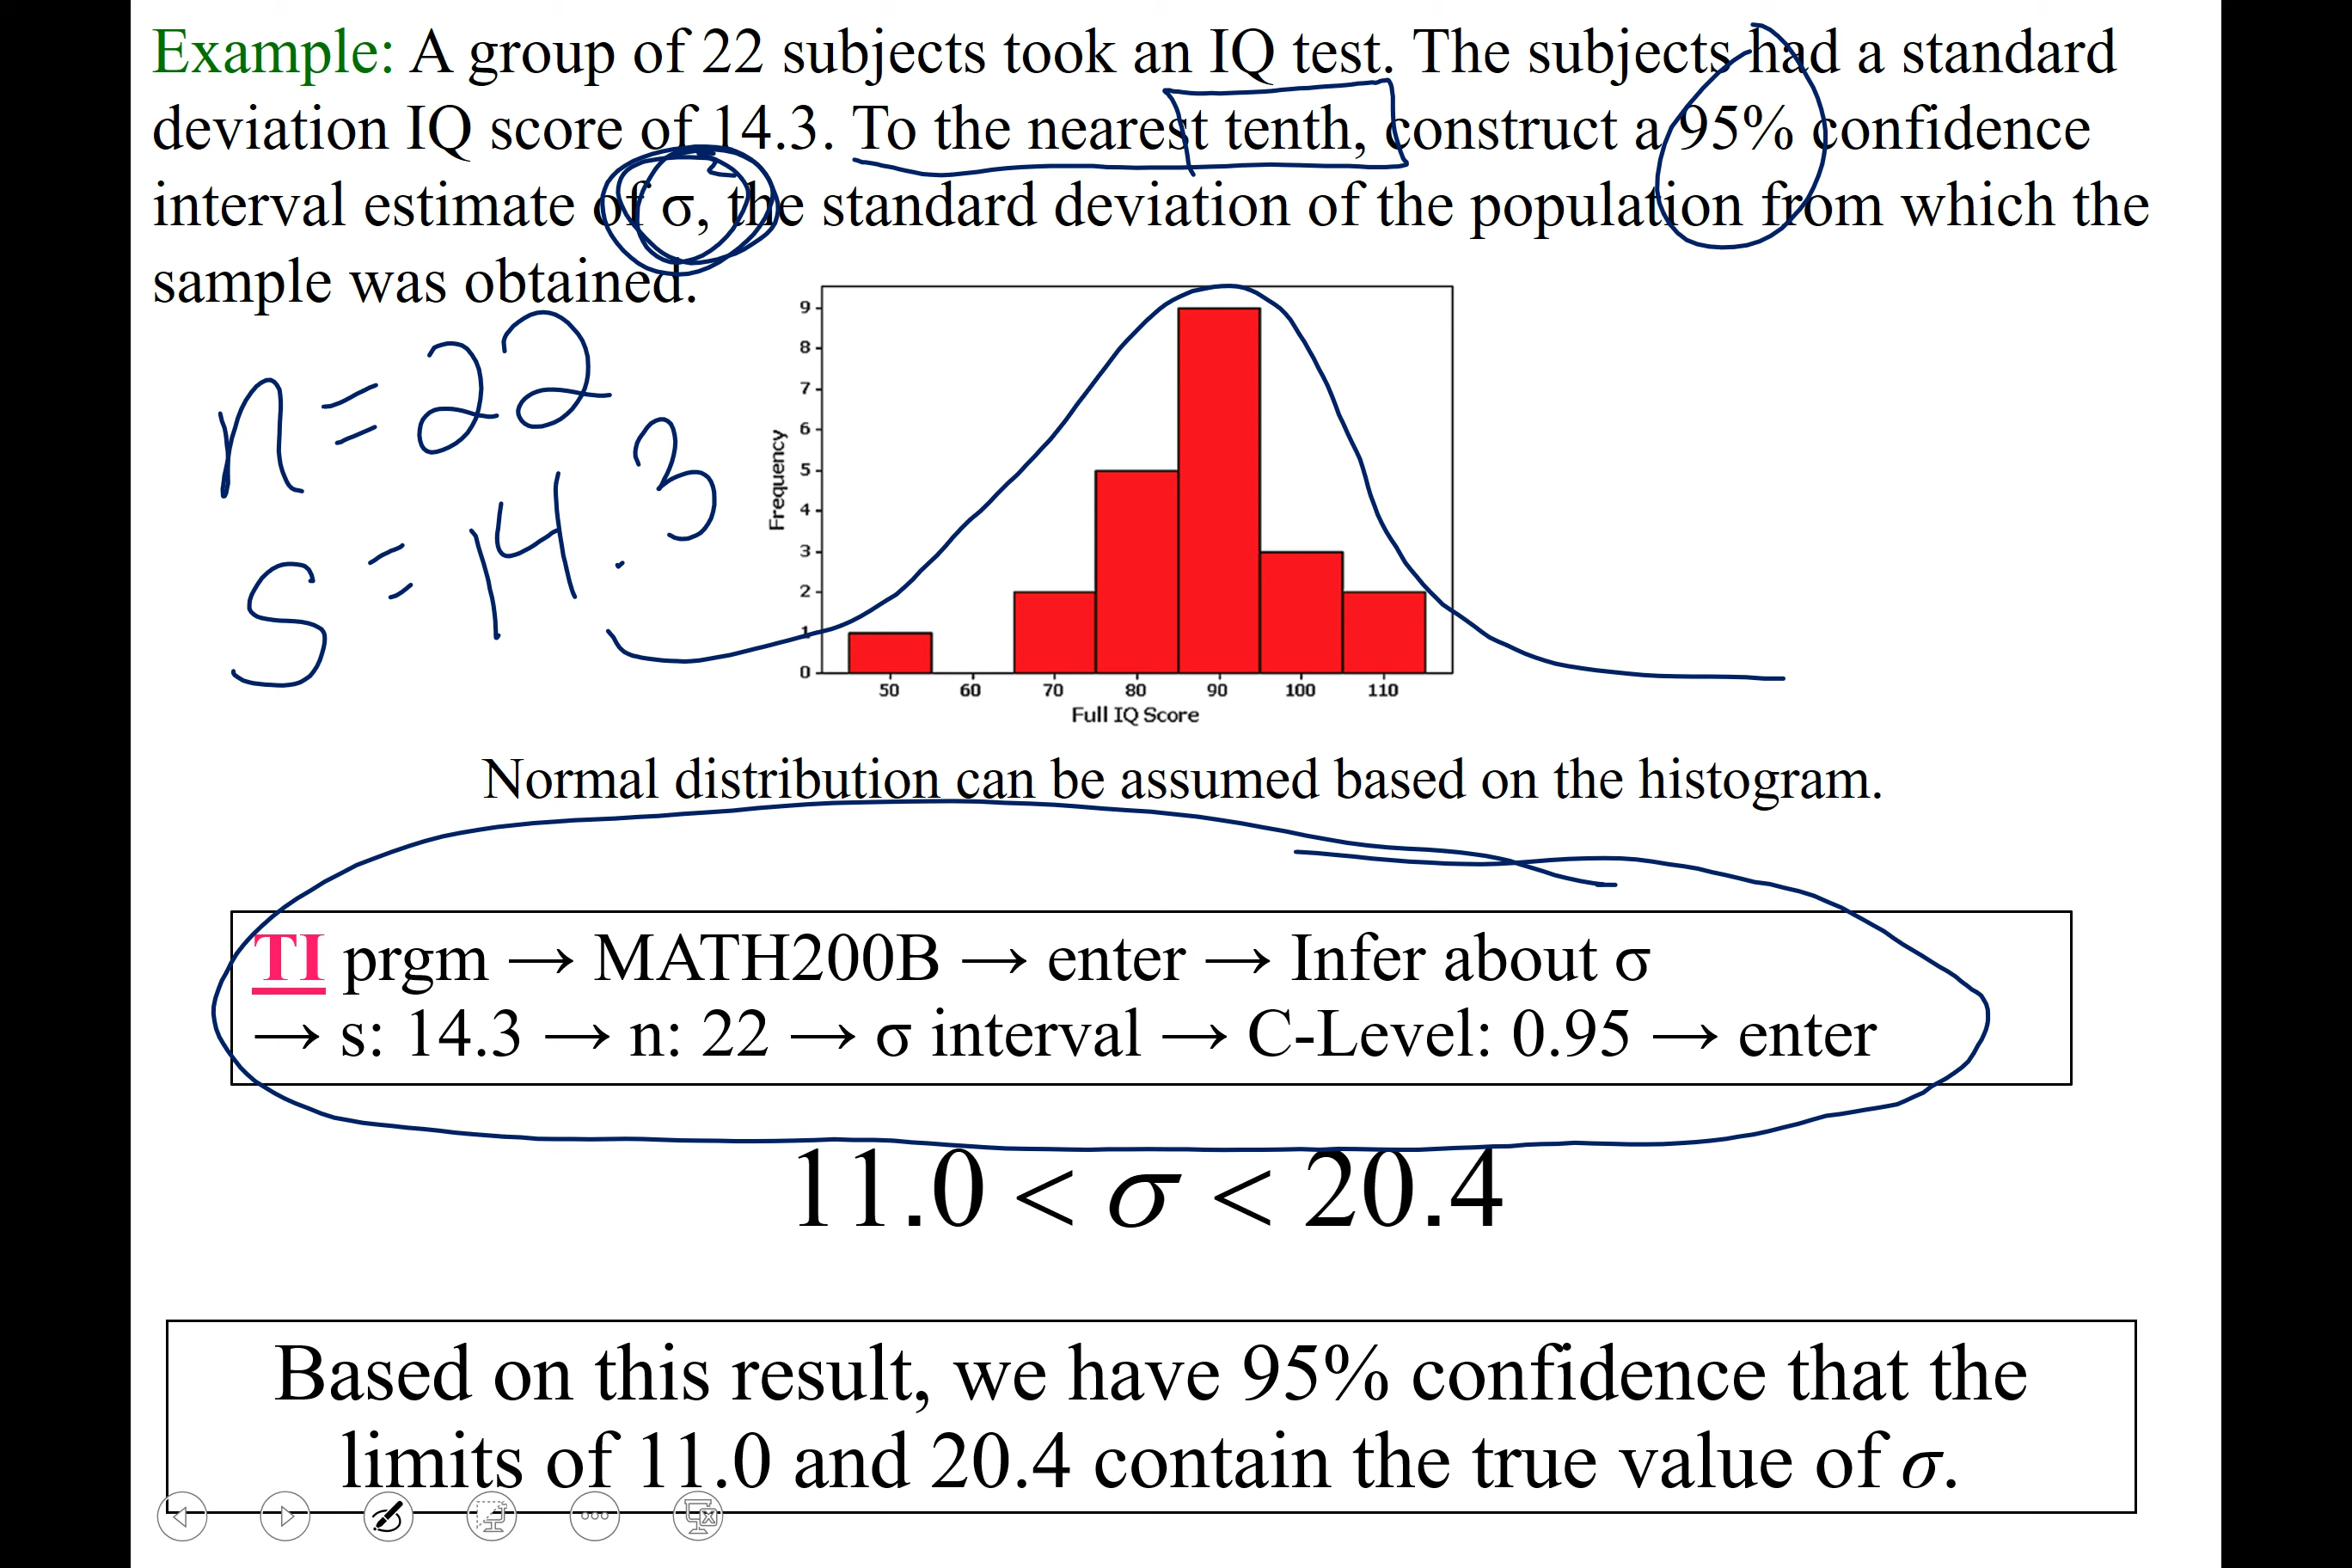 Example: A group of 22 subjects took an IQ test. The subjects had a standard
deviation IQ score of 14.3. To the nearest tenth, construct a 95% confidence
interval estimate of σ, the standard deviation of the population from which the
sample was obtained.
n = 22
s = 14.3
9
8
7
6
5
4
3
2
1
0
Frequency
50 60 70 80 90 100 110
Full IQ Score
Normal distribution can be assumed based on the histogram.
TI prgm → MATH200B → enter → Infer about σ
→ s: 14.3 → n: 22 → σ interval → C-Level: 0.95 → enter
11.0 < σ < 20.4
Based on this result, we have 95% confidence that the
limits of 11.0 and 20.4 contain the true value of σ.